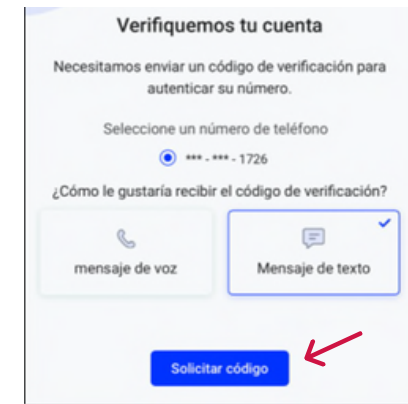 Verifiquemos tu cuenta
Necesitamos enviar un código de verificación para
autenticar su número.
Seleccione un número de teléfono
*** - *** - 1726
¿Cómo le gustaría recibir el código de verificación?
mensaje de voz
Mensaje de texto
Solicitar código